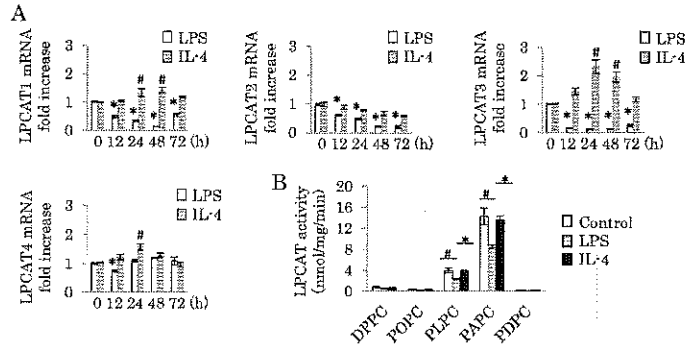 A
LPCAT1 mRNA
fold increase
3
2
1
0
LPS
IL-4
* # # * * *
0 12 24 48 72 (h)
LPCAT2 mRNA
fold increase
3
2
1
0
LPS
IL-4
* * * *
0 12 24 48 72 (h)
LPCAT3 mRNA
fold increase
3
2
1
0
LPS
IL-4
# # * * * *
0 12 24 48 72 (h)
LPCAT4 mRNA
fold increase
3
2
1
0
LPS
IL-4
* #
0 12 24 48 72(h)
B
LPCAT activity
(nmol/mg/min)
20
16
12
8
4
0
# * # *
DPPC
POPC
PLPC
PAPC
PDPC
Control
LPS
IL-4